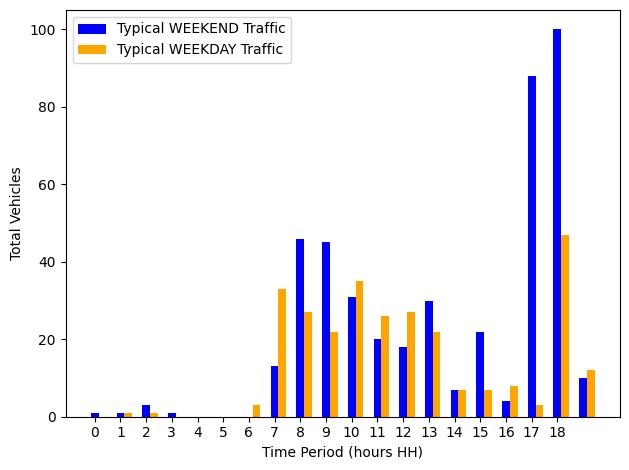 Typical WEEKEND Traffic
Typical WEEKDAY Traffic
100
80
60
40
20
0
Total Vehicles
0 1 2 3 4 5 6 7 8 9 10 11 12 13 14 15 16 17 18
Time Period (hours HH)